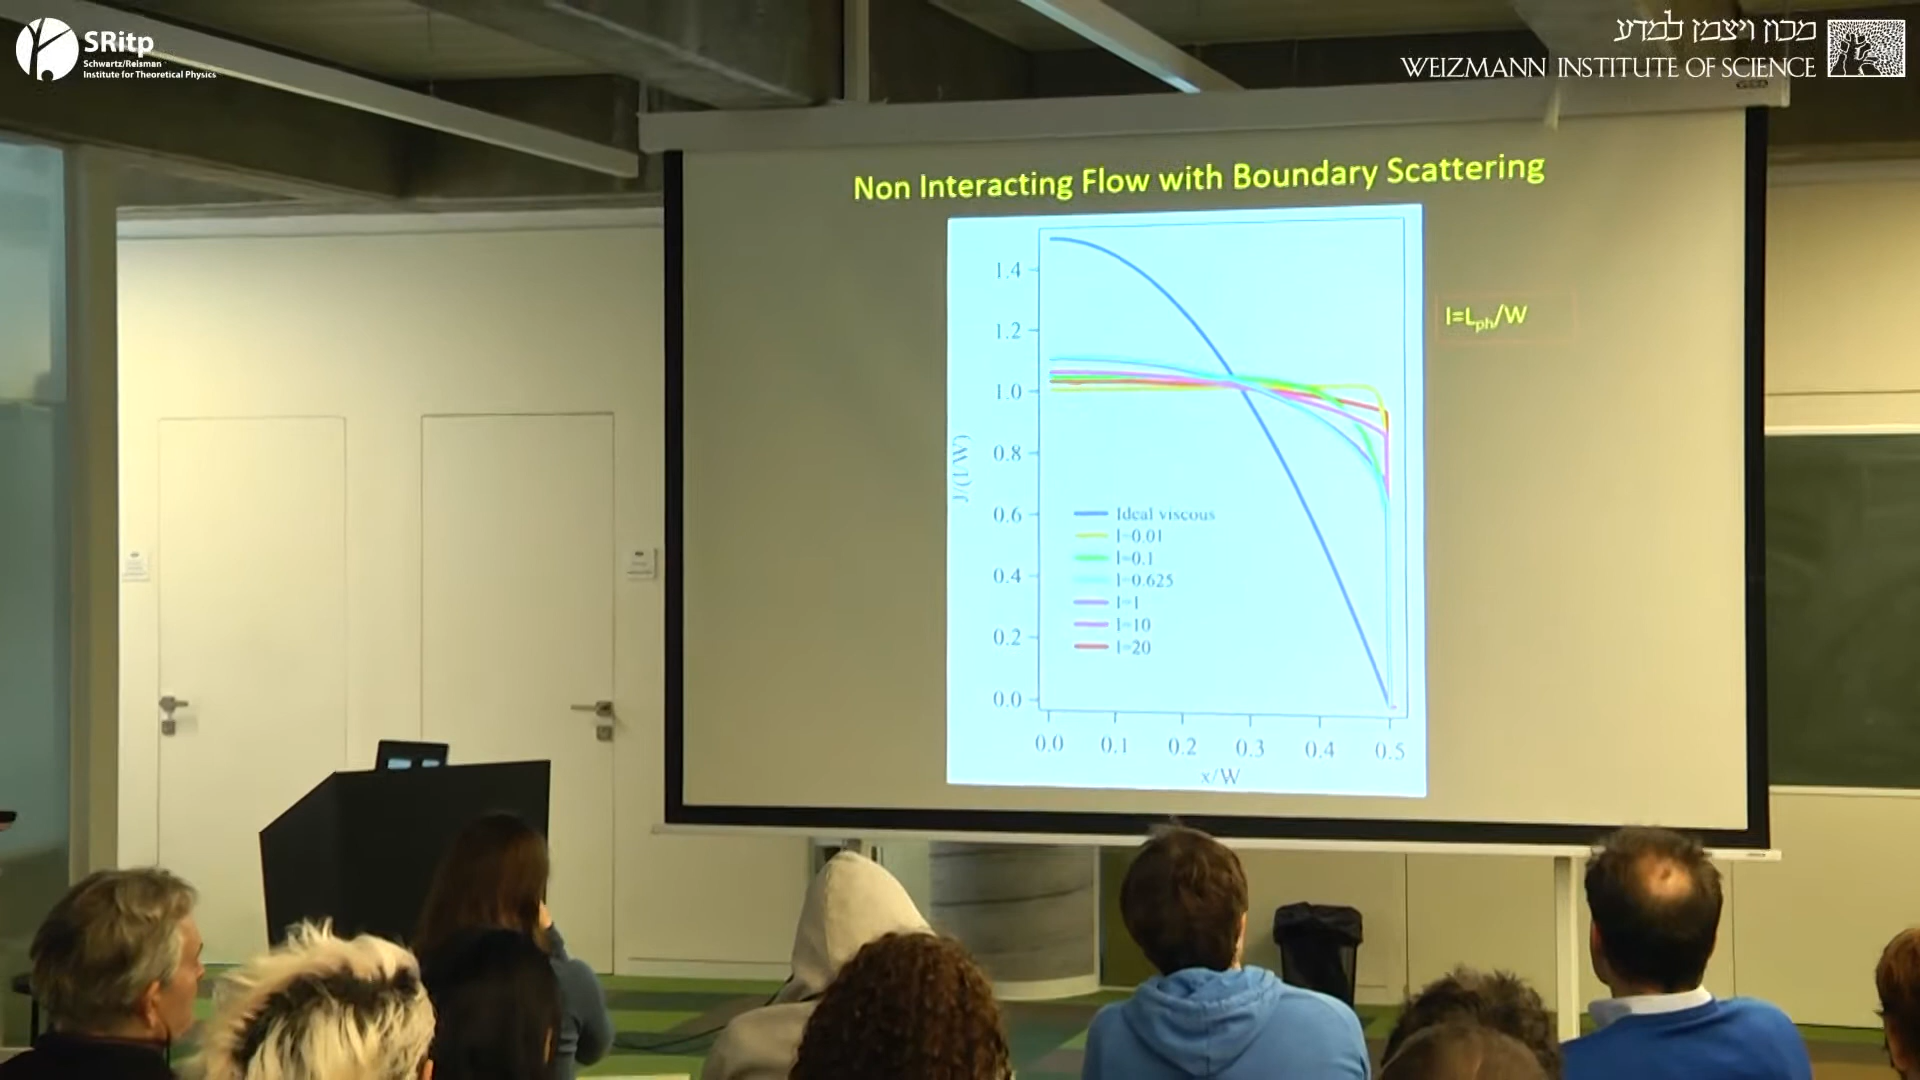 SRitp
Schwartz/Reisman
Institute for Theoretical Physics
מכון ויצמן למדע
WEIZMANN INSTITUTE OF SCIENCE
Non Interacting Flow with Boundary Scattering
l=Lph/W
1.4
1.2
1.0
0.8
0.6
0.4
0.2
0.0
J/(I/W)
Ideal viscous
l=0.01
l=0.1
l=0.625
l=1
l=10
l=20
0.0 0.1 0.2 0.3 0.4 0.5
x/W